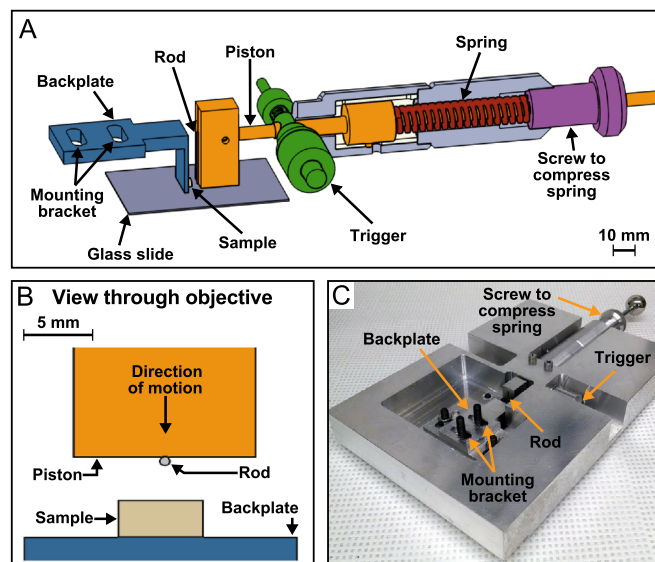 A
Rod
Piston
Spring
Backplate
Mounting
bracket
Glass slide
Sample
Trigger
Screw to
compress
spring
10 mm
B View through objective
5 mm
Direction
of motion
Piston
Rod
Sample
Backplate
C
Screw to
compress
spring
Backplate
Trigger
Rod
Mounting
bracket